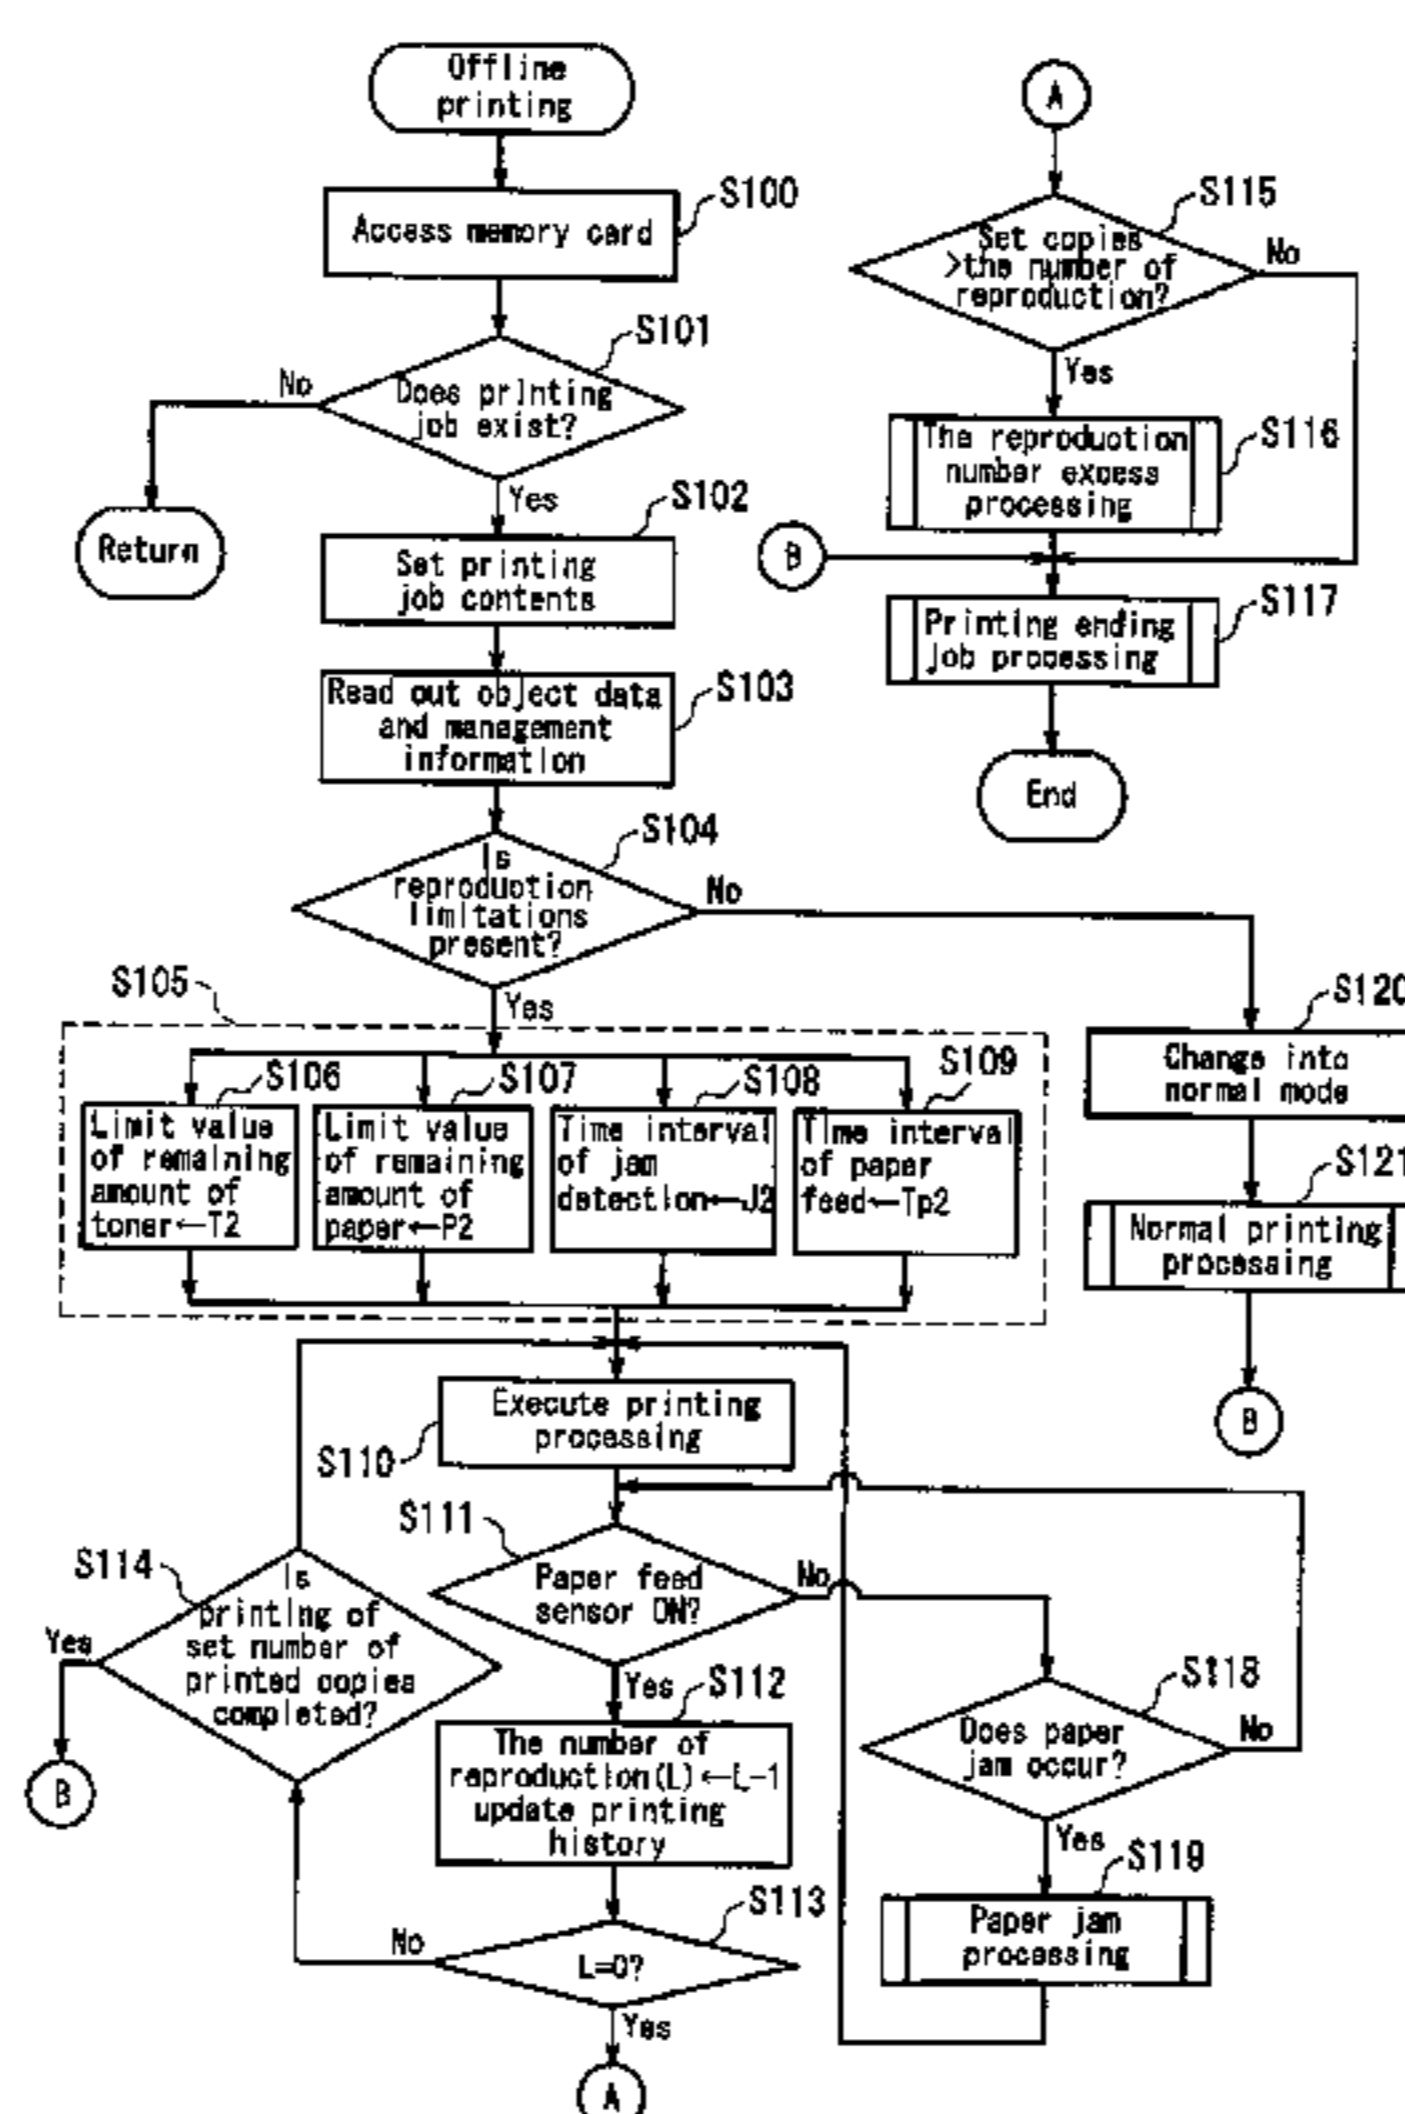 Offline
printing
S100
Access memory card
S101
Does printing
job exist?
No
Yes
Return
S102
Set printing
job contents
S103
Read out object data
and management
information
S104
Is
reproduction
limitations
present?
No
Yes
S105
S106
Limit value
of remaining
amount of
toner←T2
S107
Limit value
of remaining
amount of
paper←P2
S108
Time interval
of jam
detection←J2
S109
Time interval
of paper
feed←Tp2
S110
Execute printing
processing
S111
Paper feed
sensor ON?
No
Yes
S112
The number of
reproduction(L)←L-1
update printing
history
S113
L=0?
No
Yes
A
S114
Is
printing of
set number of
printed copies
completed?
Yes
B
S118
Does paper
jam occur?
No
Yes
S119
Paper jam
processing
A
S115
Set copies
>the number of
reproduction?
No
Yes
S116
The reproduction
number excess
processing
B
S117
Printing ending
job processing
End
S120
Change into
normal mode
S121
Normal printing
processing
B